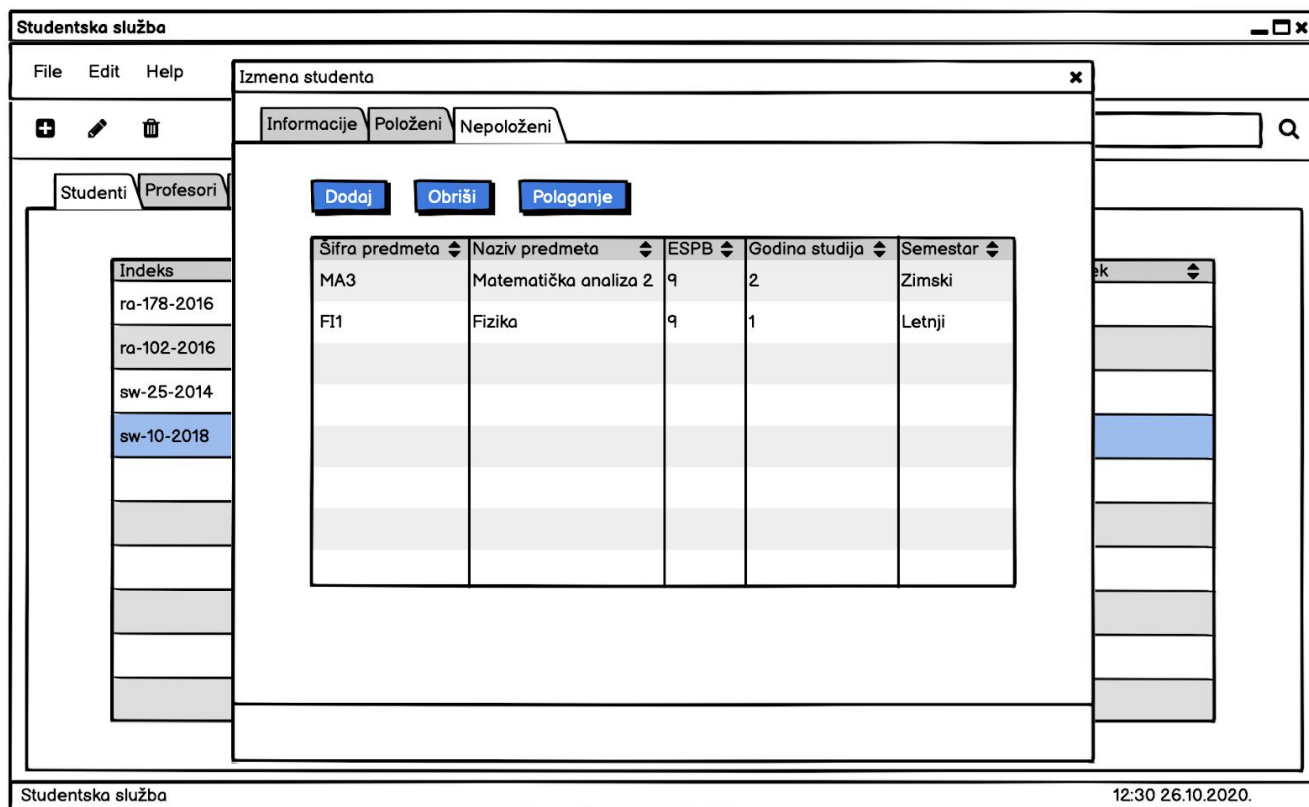 Studentska služba
File Edit Help
Izmena studenta
Informacije Položeni Nepoloženi
Studenti Profesori
Dodaj Obriši Polaganje
Šifra predmeta Naziv predmeta ESPB Godina studija Semestar
MA3 Matematička analiza 2 9 2 Zimski
FI1 Fizika 9 1 Letnji
Indeks
ra-178-2016
ra-102-2016
sw-25-2014
sw-10-2018
Studentska služba 12:30 26.10.2020.